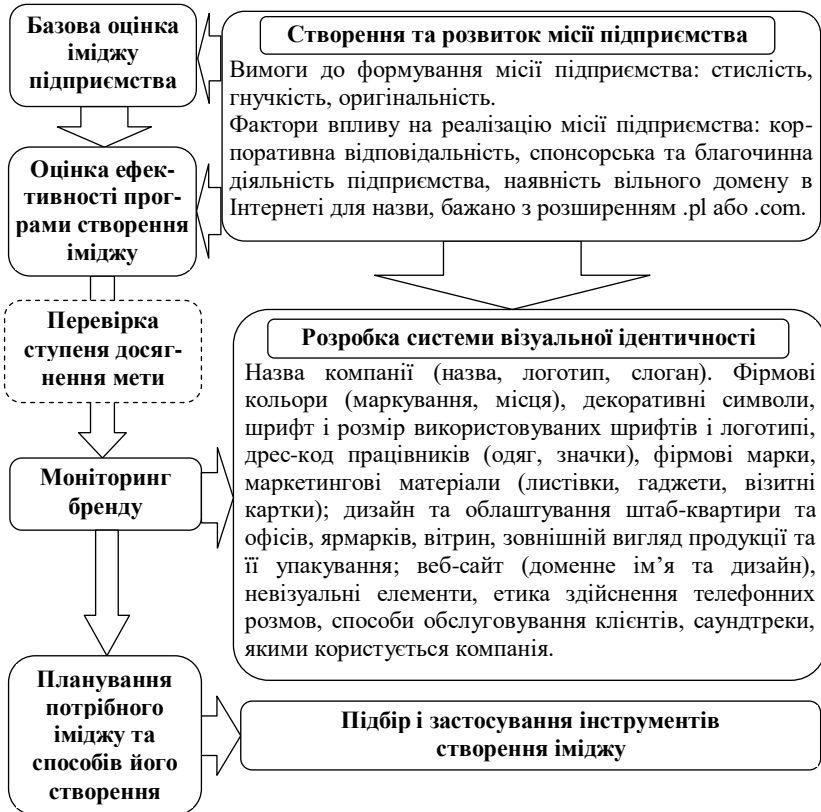 Базова оцінка
іміджу
підприємства
Створення та розвиток місії підприємства
Вимоги до формування місії підприємства: стислість,
гнучкість, оригінальність.
Фактори впливу на реалізацію місії підприємства: кор-
поративна відповідальність, спонсорська та благочинна
діяльність підприємства, наявність вільного домену в
Інтернеті для назви, бажано з розширенням .pl або .com.
Оцінка ефек-
тивності прог-
рами створення
іміджу
Перевірка
ступеня досяг-
нення мети
Розробка системи візуальної ідентичності
Назва компанії (назва, логотип, слоган). Фірмові
кольори (маркування, місця), декоративні символи,
шрифт і розмір використовуваних шрифтів і логотипі,
дрес-код працівників (одяг, значки), фірмові марки,
маркетингові матеріали (листівки, гаджети, візитні
картки); дизайн та облаштування штаб-квартири та
офісів, ярмарків, вітрин, зовнішній вигляд продукції та
її упакування; веб-сайт (доменне ім’я та дизайн),
невізуальні елементи, етика здійснення телефонних
розмов, способи обслуговування клієнтів, саундтреки,
якими користується компанія.
Моніторинг
бренду
Планування
потрібного
іміджу та
способів його
створення
Підбір і застосування інструментів
створення іміджу